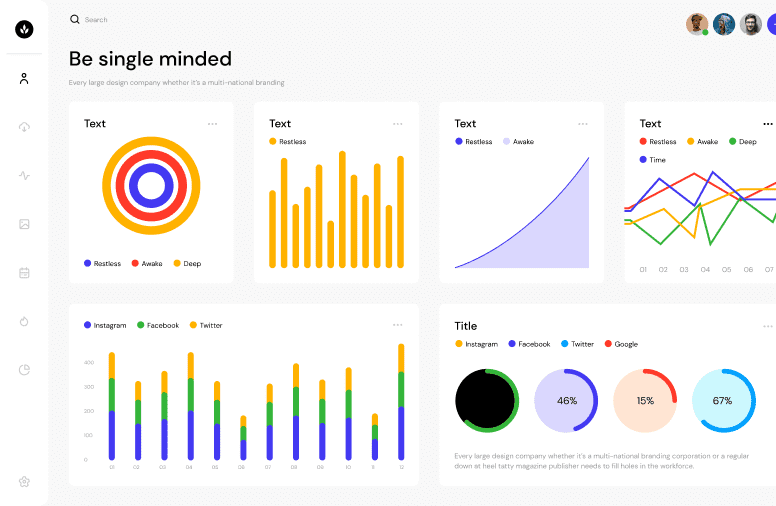 Search
Be single minded
Every large design company whether it's a multi-national branding
Text
Restless Awake Deep
Text
Restless
Text
Restless Awake
Text
Restless Awake Deep
Time
01 02 03 04 05 06 07
Instagram Facebook Twitter
400
300
200
100
0
01 02 03 04 05 06 07 08 09 10 11 12
Title
Instagram Facebook Twitter Google
46% 15% 67%
Every large design company whether it's a multi-national branding corporation or a regular
down at heel tatty magazine publisher needs to fill holes in the workforce.